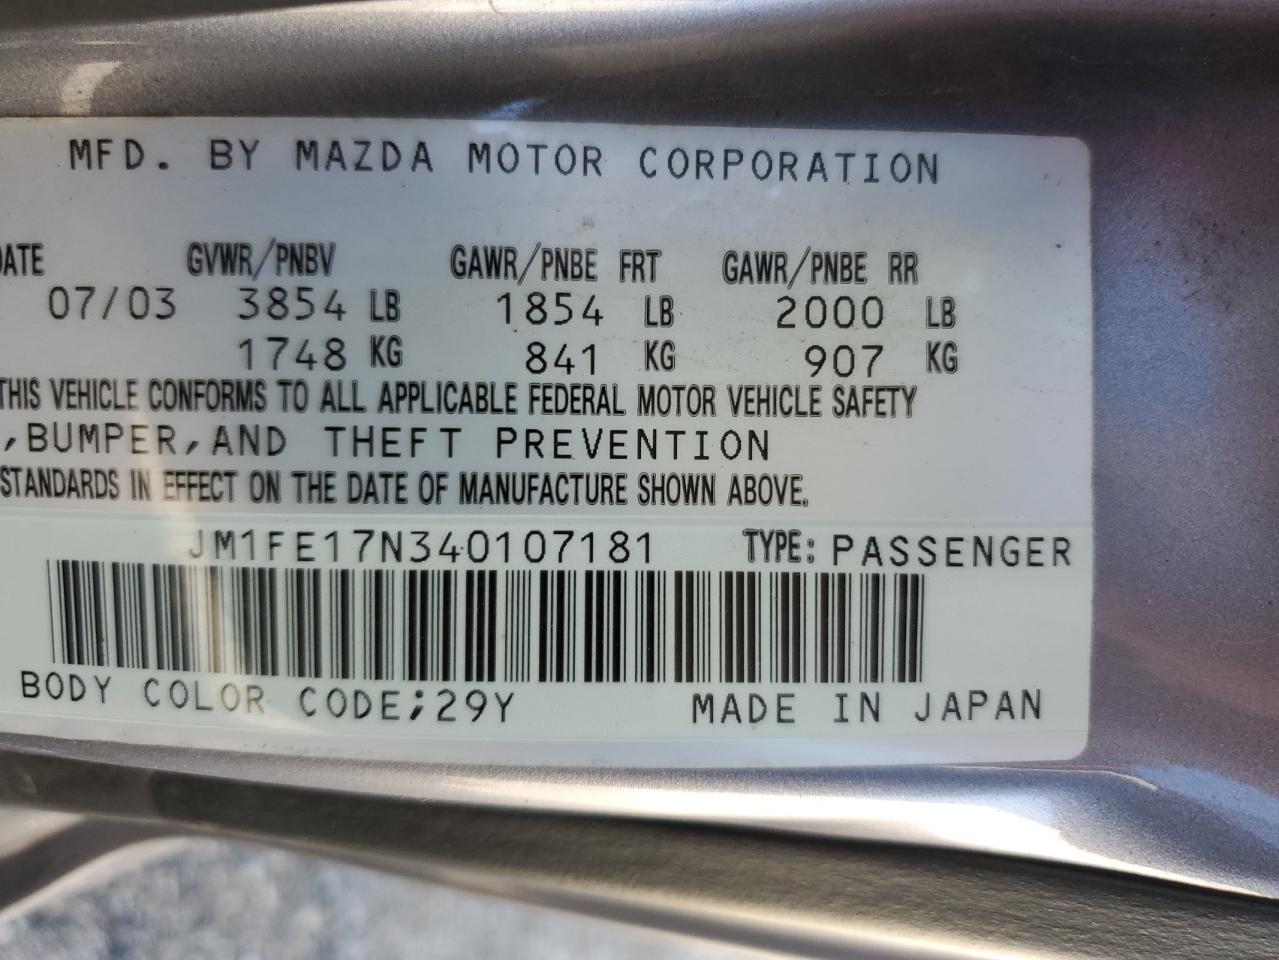 MFD. BY MAZDA MOTOR CORPORATION
DATE GVWR/PNBV GAWR/PNBE FRT GAWR/PNBE RR
07/03 3854 LB 1854 LB 2000 LB
1748 KG 841 KG 907 KG
THIS VEHICLE CONFORMS TO ALL APPLICABLE FEDERAL MOTOR VEHICLE SAFETY
,BUMPER,AND THEFT PREVENTION
STANDARDS IN EFFECT ON THE DATE OF MANUFACTURE SHOWN ABOVE.
JM1FE17N340107181 TYPE: PASSENGER
BODY COLOR CODE;29Y MADE IN JAPAN